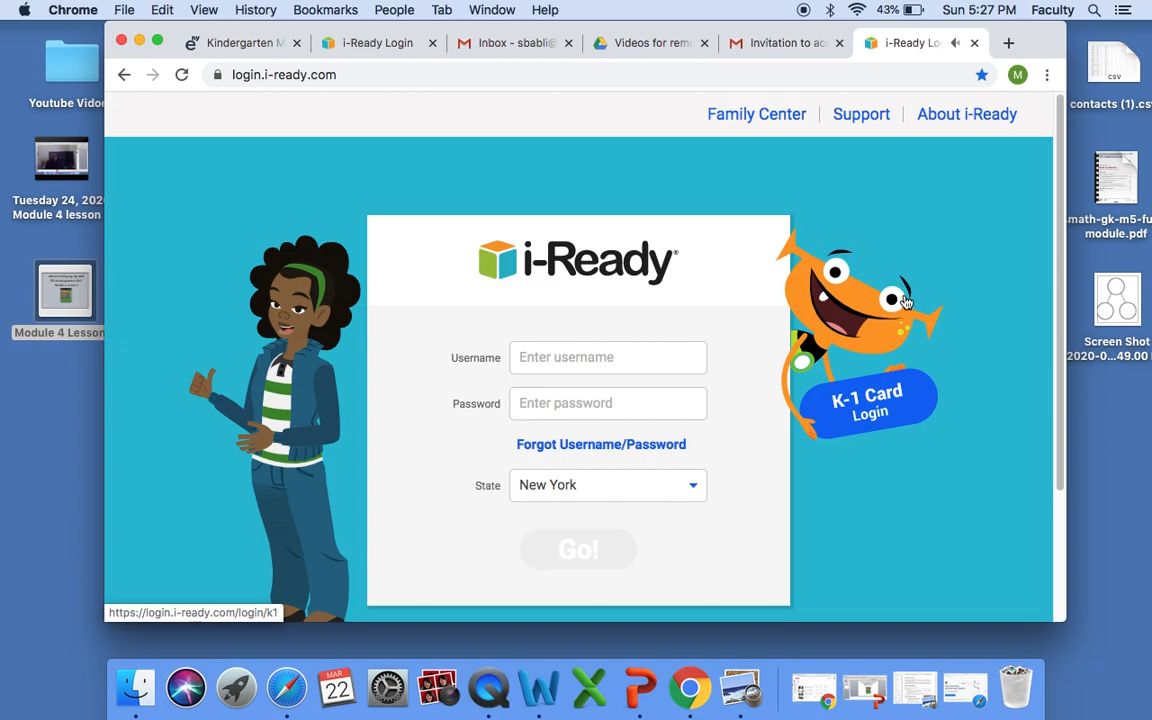 Chrome File Edit View History Bookmarks People Tab Window Help 43% Sun 5:27 PM Faculty
Kindergarten M i-Ready Login Inbox - sbabli@ Videos for rem Invitation to ac i-Ready Lo
login.i-ready.com M
Family Center Support About i-Ready
Youtube Video
contacts (1).cs
Tuesday 24, 202
Module 4 lesson
math-gk-m5-fu
module.pdf
Module 4 Lesson
Screen Shot
2020-0...49.00
i-Ready
Username Enter username
Password Enter password
K-1 Card
Login
Forgot Username/Password
State New York
Go!
https://login.i-ready.com/login/k1
MAR
22